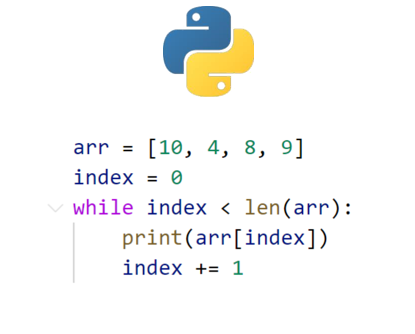 arr = [10, 4, 8, 9]
index = 0
while index < len(arr):
    print(arr[index])
    index += 1